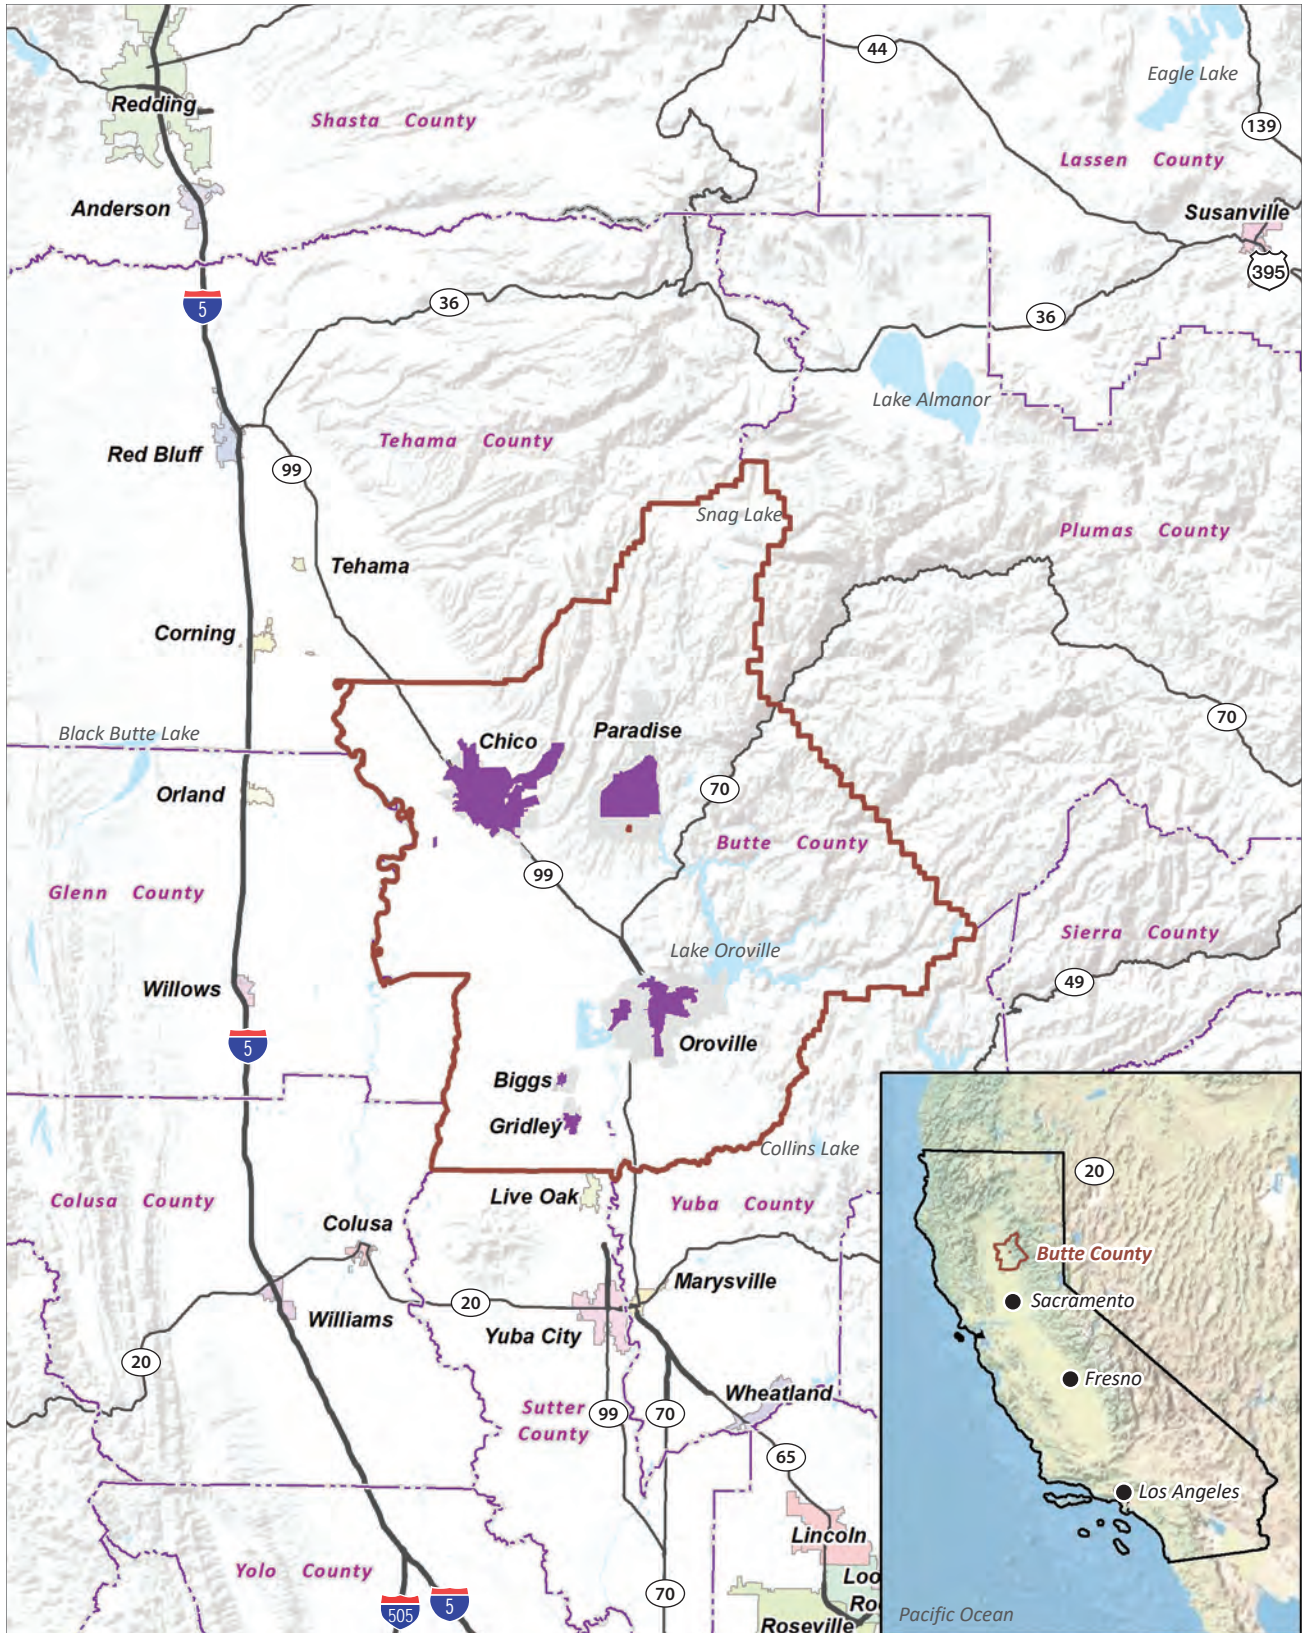 44
Eagle Lake
Redding
Shasta County
139
Lassen County
Anderson
Susanville
395
5
36
36
Lake Almanor
Tehama County
Red Bluff
99
Snag Lake
Plumas County
Tehama
Corning
70
Black Butte Lake
Chico
Paradise
Orland
70
Butte County
99
Glenn County
Sierra County
Lake Oroville
49
Willows
5
Oroville
Biggs
Gridley
Collins Lake
20
Live Oak
Colusa County
Yuba County
Colusa
Butte County
Marysville
Sacramento
20
Williams
Yuba City
20
Fresno
Wheatland
Sutter
County
99
70
65
Los Angeles
Lincoln
Yolo County
Loo
70
5
505
Ro
Roseville
Pacific Ocean